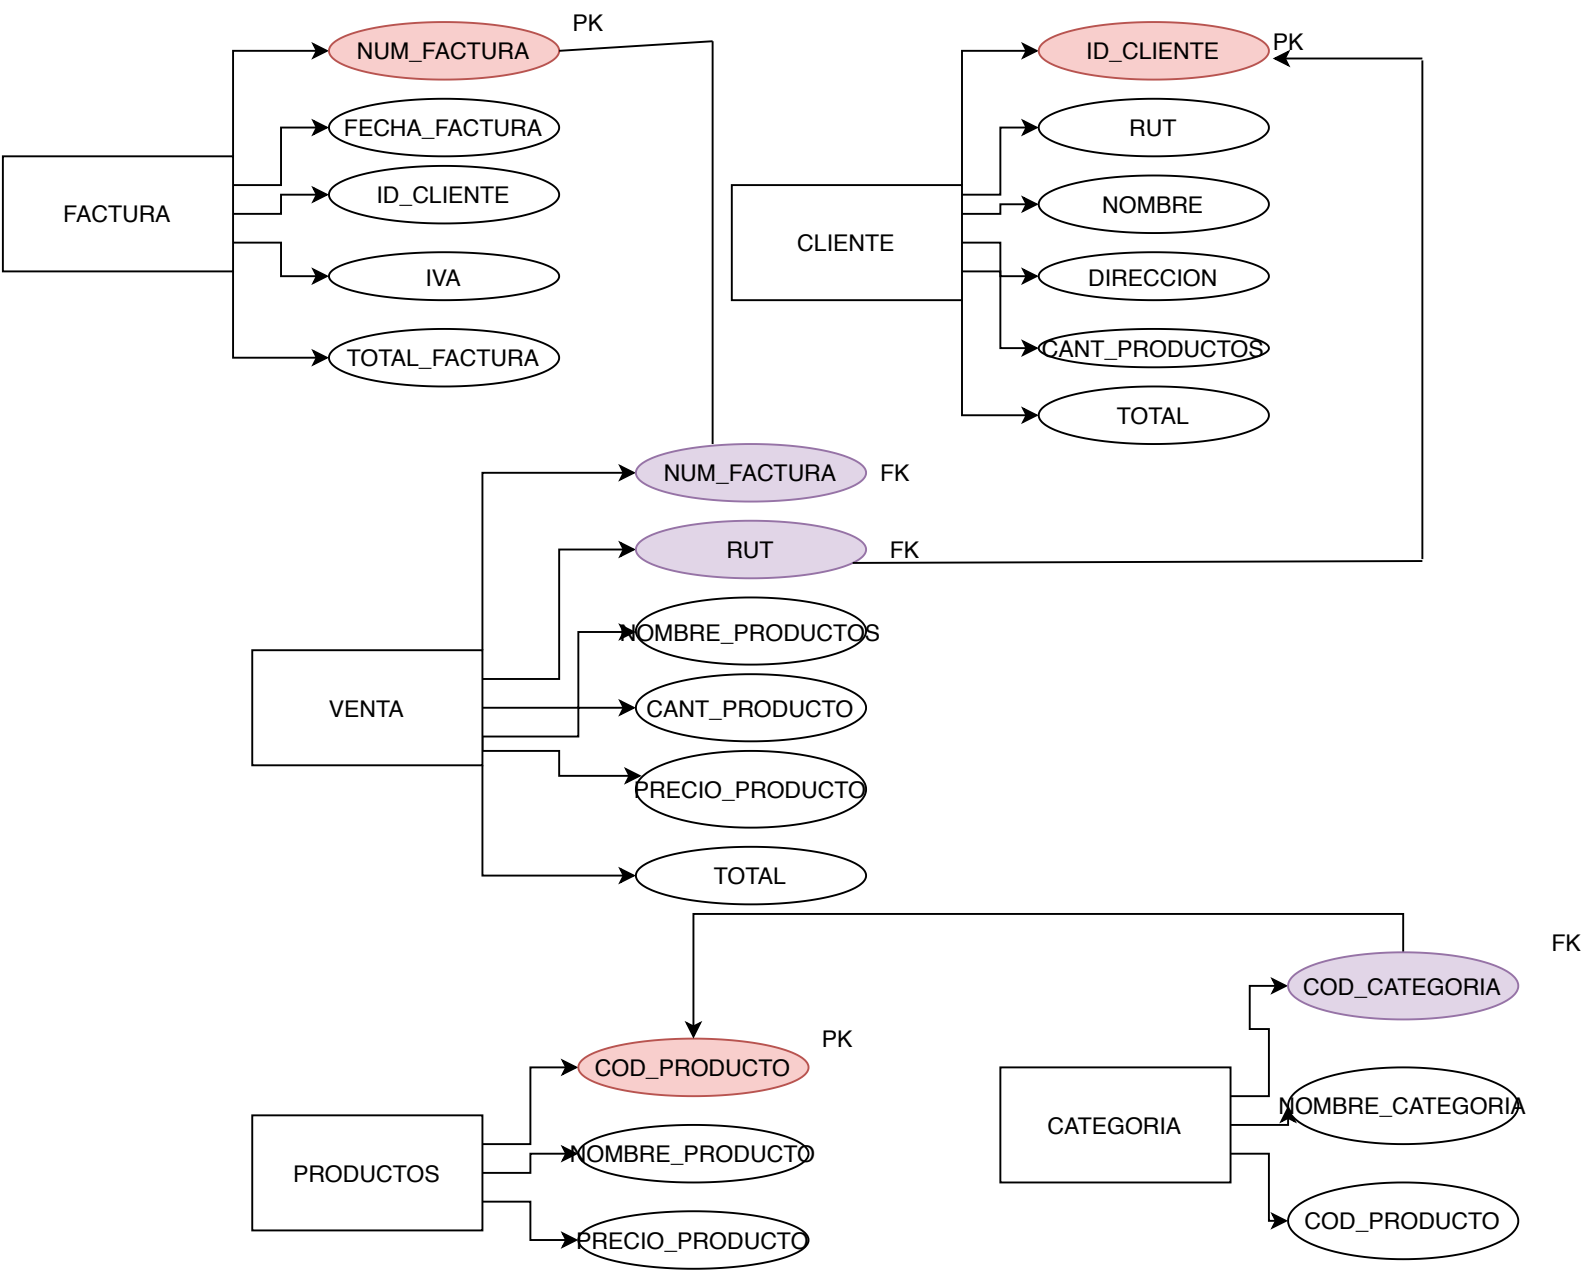 PK
NUM_FACTURA
FECHA_FACTURA
FACTURA
ID_CLIENTE
IVA
TOTAL_FACTURA
PK
ID_CLIENTE
RUT
NOMBRE
CLIENTE
DIRECCION
CANT_PRODUCTOS
TOTAL
NUM_FACTURA FK
RUT FK
NOMBRE_PRODUCTOS
VENTA
CANT_PRODUCTO
PRECIO_PRODUCTO
TOTAL
FK
COD_CATEGORIA
PK
COD_PRODUCTO
NOMBRE_PRODUCTO
PRODUCTOS
PRECIO_PRODUCTO
NOMBRE_CATEGORIA
CATEGORIA
COD_PRODUCTO